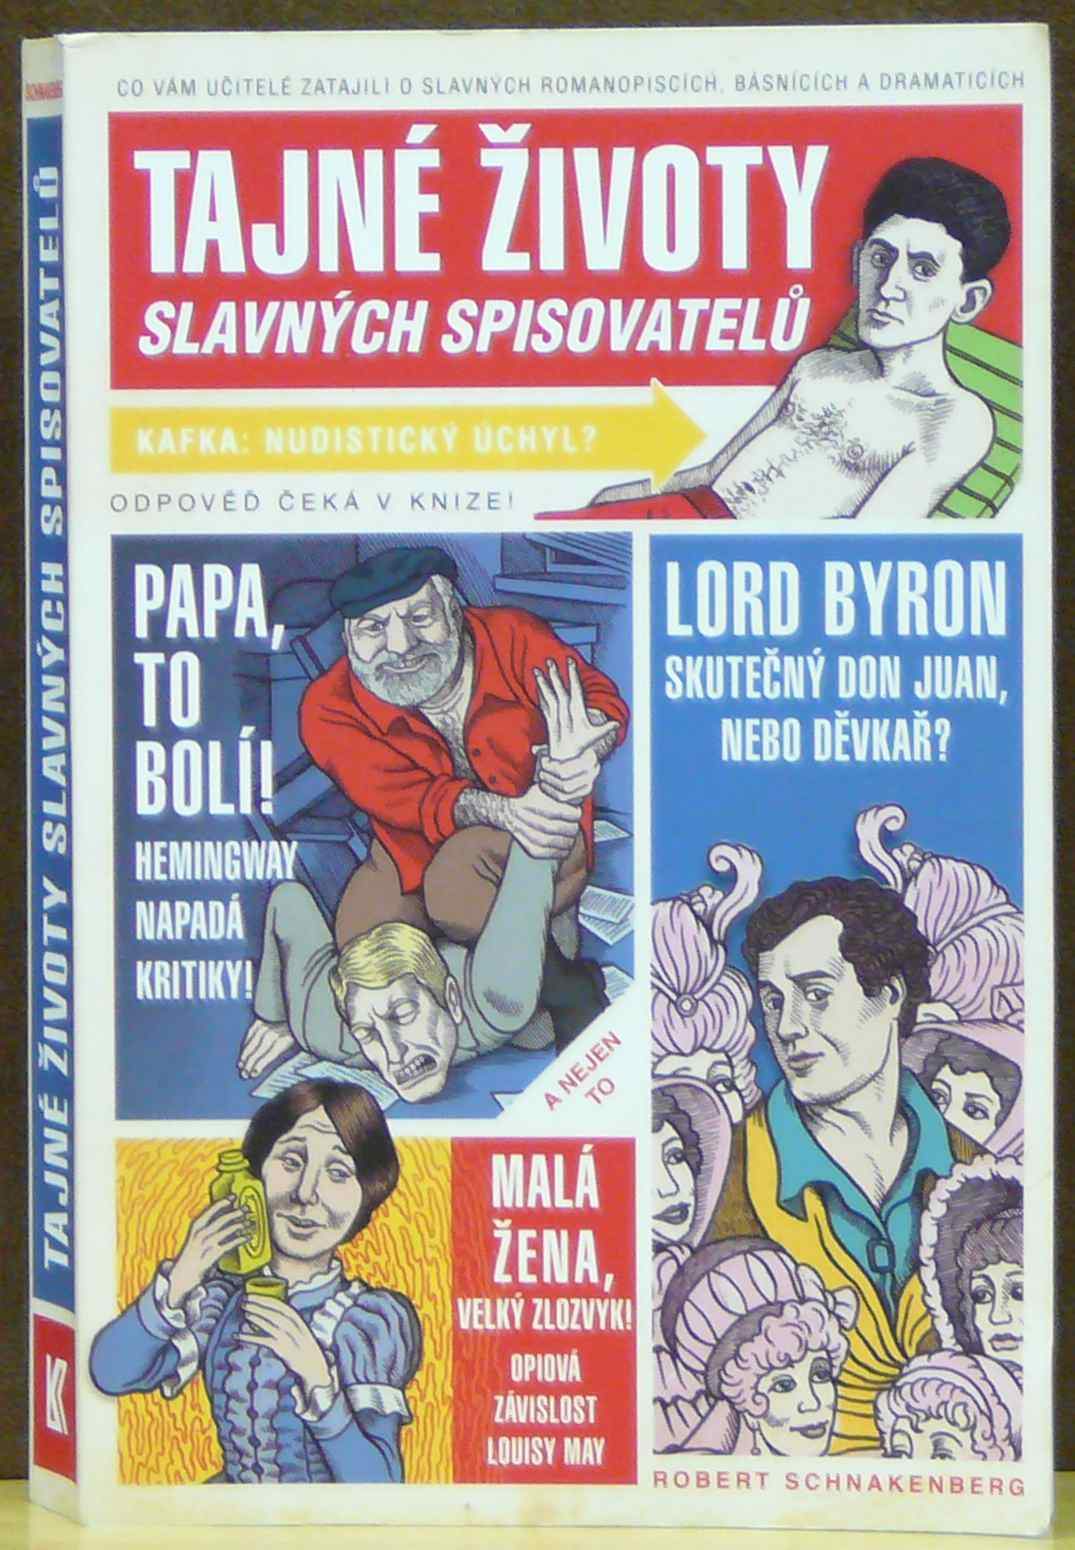 CO VÁM UČITELÉ ZATAJILI O SLAVNÝCH ROMANOPISCÍCH, BÁSNÍCÍCH A DRAMATICÍCH
TAJNÉ ŽIVOTY
SLAVNÝCH SPISOVATELŮ
KAFKA: NUDISTICKÝ ÚCHYL?
ODPOVĚĎ ČEKÁ V KNIZE!
PAPA,
TO
BOLÍ!
HEMINGWAY
NAPADÁ
KRITIKY!
A NEJEN
TO
LORD BYRON
SKUTEČNÝ DON JUAN,
NEBO DĚVKAŘ?
MALÁ
ŽENA,
VELKÝ ZLOZVYK!
OPIOVÁ
ZÁVISLOST
LOUISY MAY
ROBERT SCHNAKENBERG
TAJNÉ ŽIVOTY SLAVNÝCH SPISOVATELŮ
K